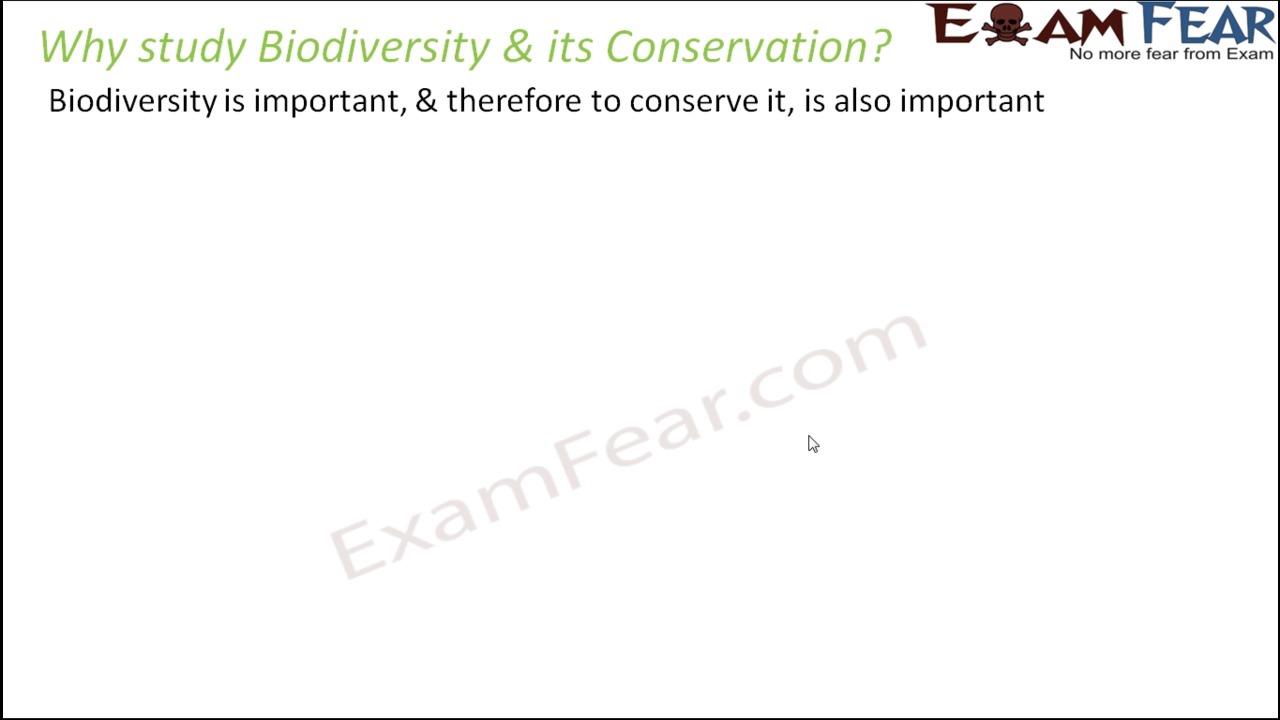 Why study Biodiversity & its Conservation?
EXAM FEAR
No more fear from Exam
Biodiversity is important, & therefore to conserve it, is also important
ExamFear.com